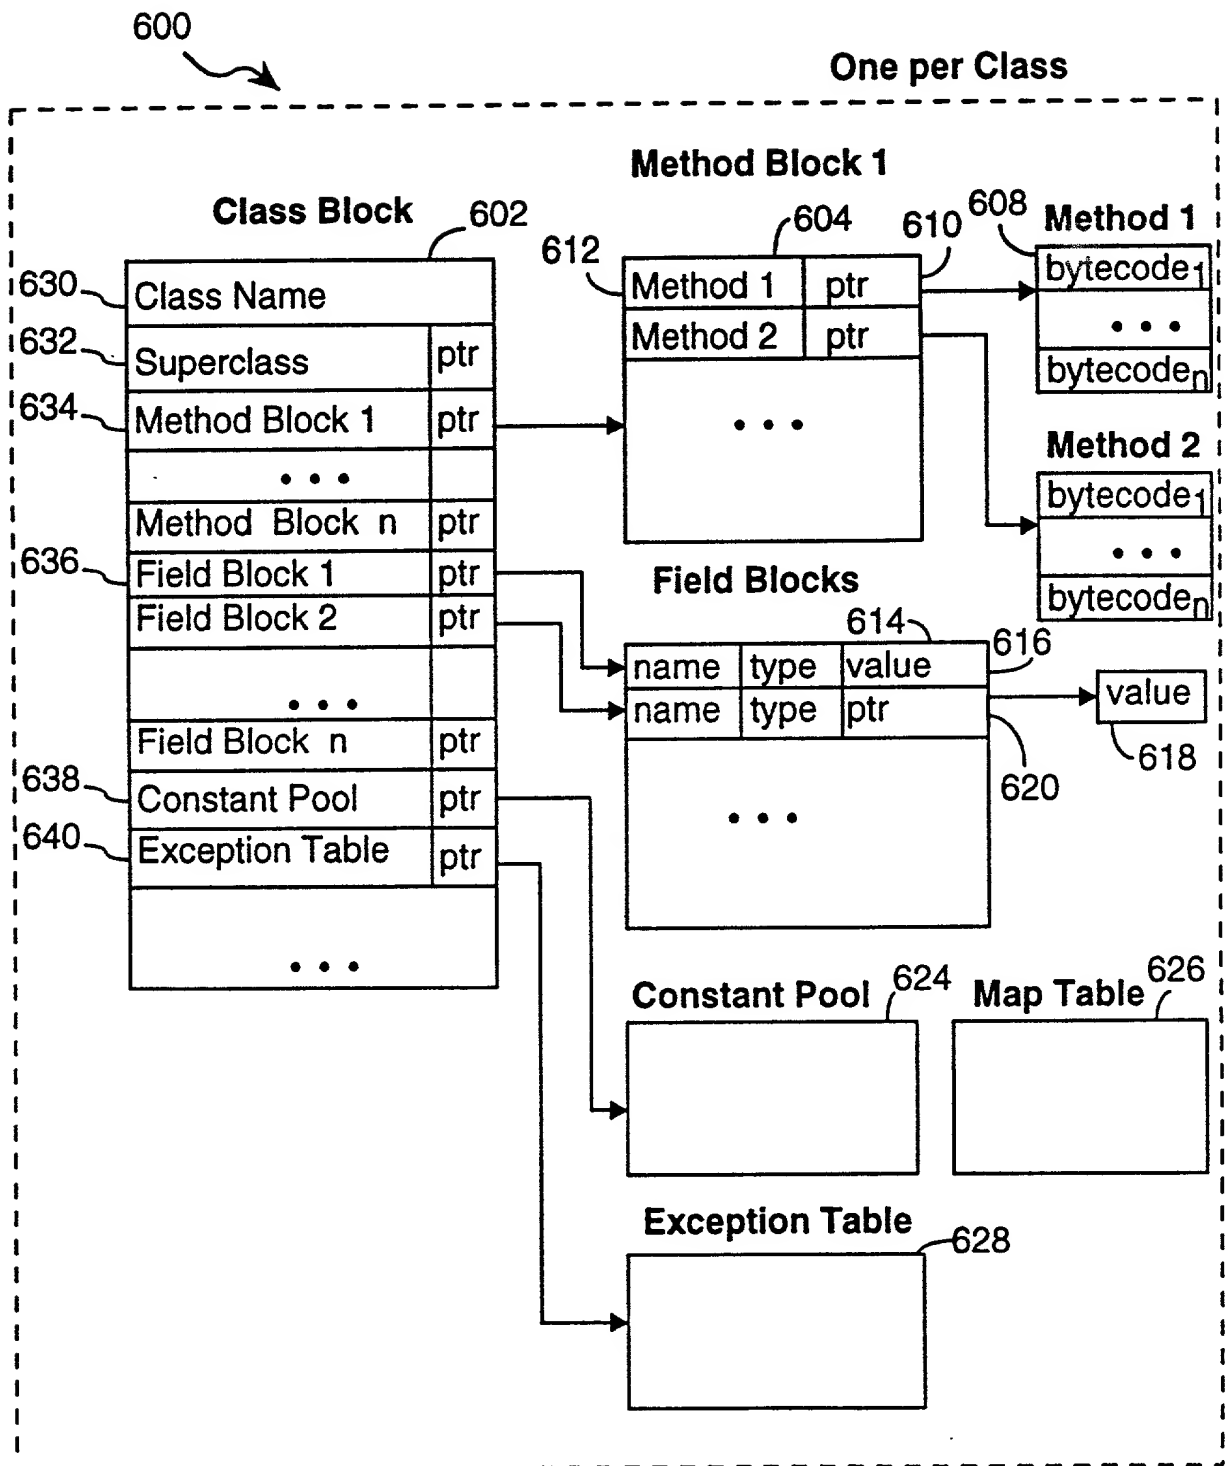 600
One per Class
Method Block 1
Class Block
602
604
610
608
Method 1
612
630
Class Name
Method 1 ptr
bytecode1
• • •
bytecoden
632
Superclass ptr
Method 2 ptr
634
Method Block 1 ptr
• • •
• • •
Method Block n ptr
Method 2
bytecode1
• • •
bytecoden
636
Field Block 1 ptr
Field Block 2 ptr
• • •
Field Block n ptr
Field Blocks
614
616
name type value
name type ptr
value
618
620
• • •
638
Constant Pool ptr
640
Exception Table ptr
• • •
Constant Pool
624
Map Table
626
Exception Table
628